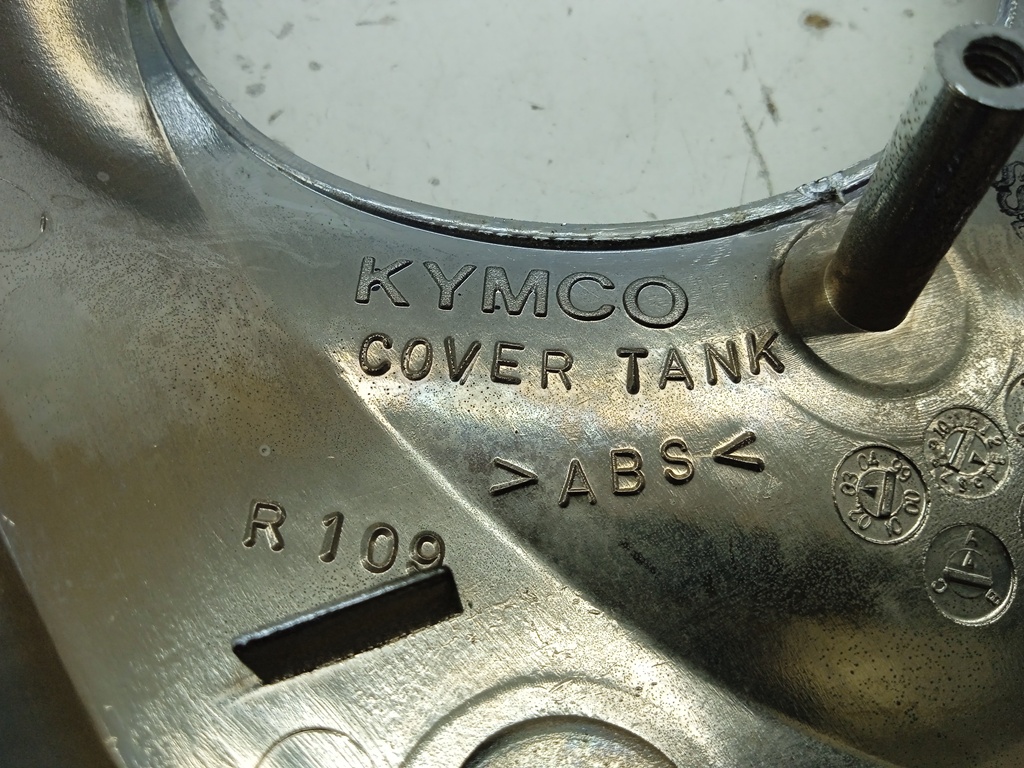 KYMCO
COVER TANK
>ABS<
R 109
A
C B